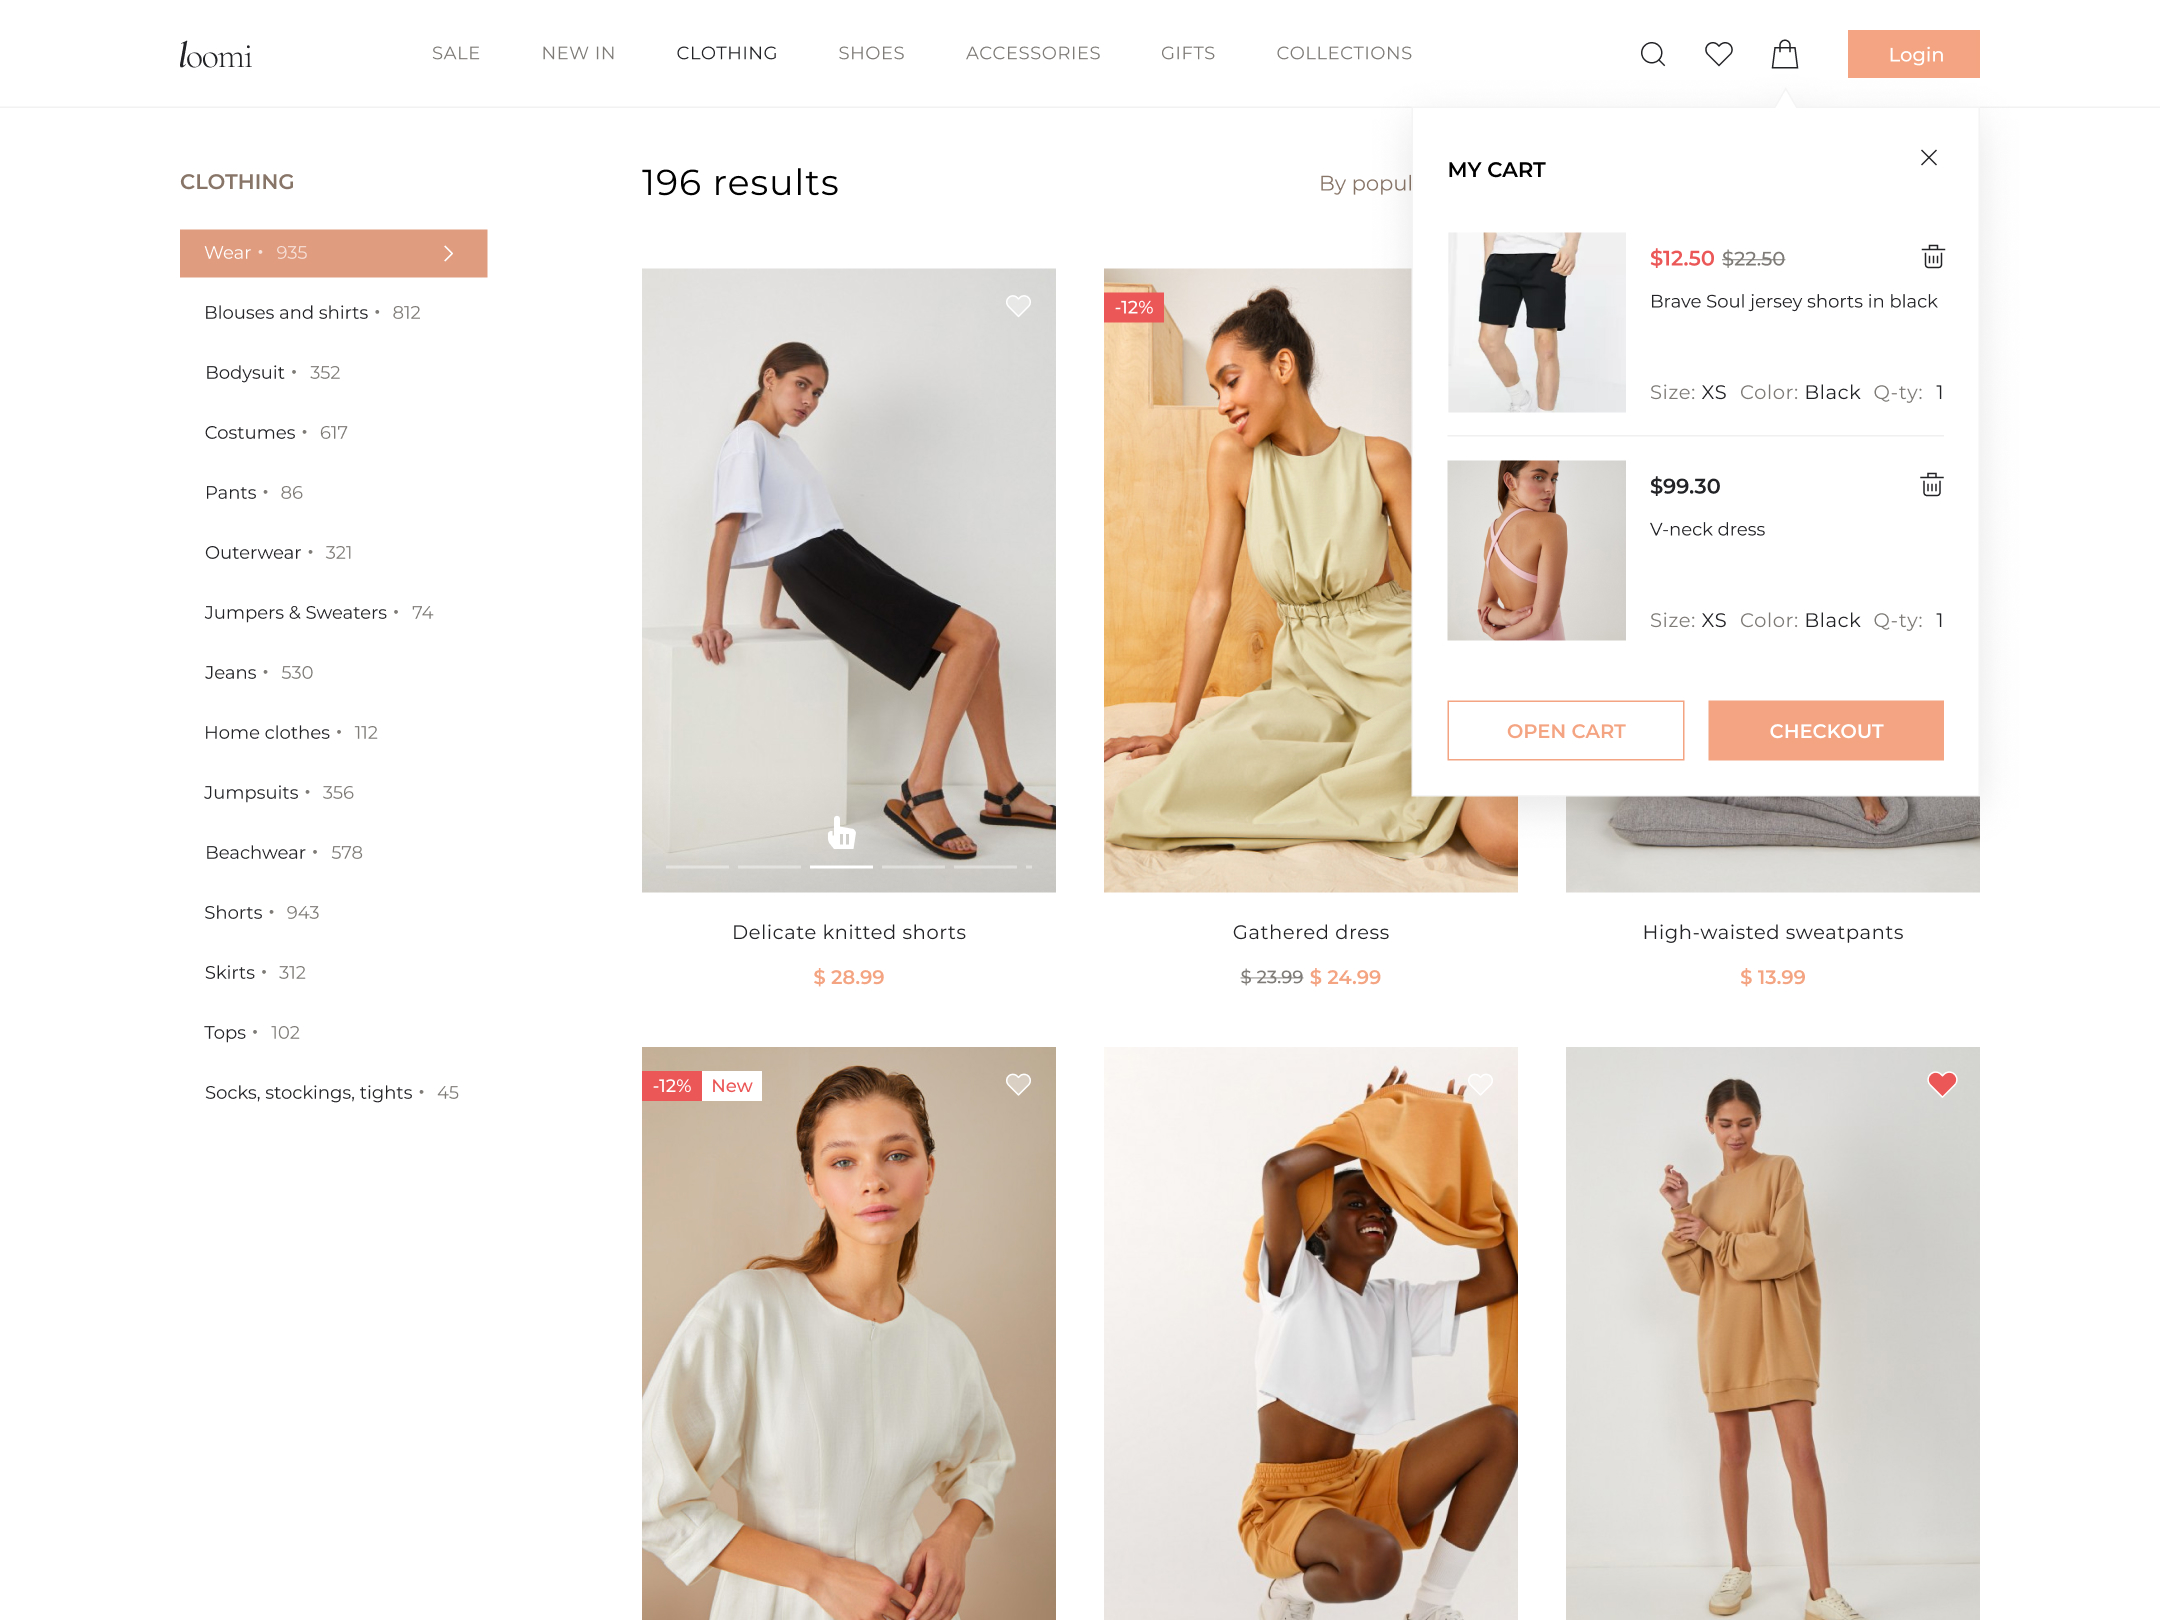 loomi
SALE NEW IN CLOTHING SHOES ACCESSORIES GIFTS COLLECTIONS
Login
CLOTHING
Wear • 935
Blouses and shirts • 812
Bodysuit • 352
Costumes • 617
Pants • 86
Outerwear • 321
Jumpers & Sweaters • 74
Jeans • 530
Home clothes • 112
Jumpsuits • 356
Beachwear • 578
Shorts • 943
Skirts • 312
Tops • 102
Socks, stockings, tights • 45
196 results
By popul
MY CART
$12.50 $22.50
Brave Soul jersey shorts in black
Size: XS Color: Black Q-ty: 1
$99.30
V-neck dress
Size: XS Color: Black Q-ty: 1
OPEN CART
CHECKOUT
-12%
Delicate knitted shorts
$ 28.99
Gathered dress
$ 23.99 $ 24.99
High-waisted sweatpants
$ 13.99
-12% New